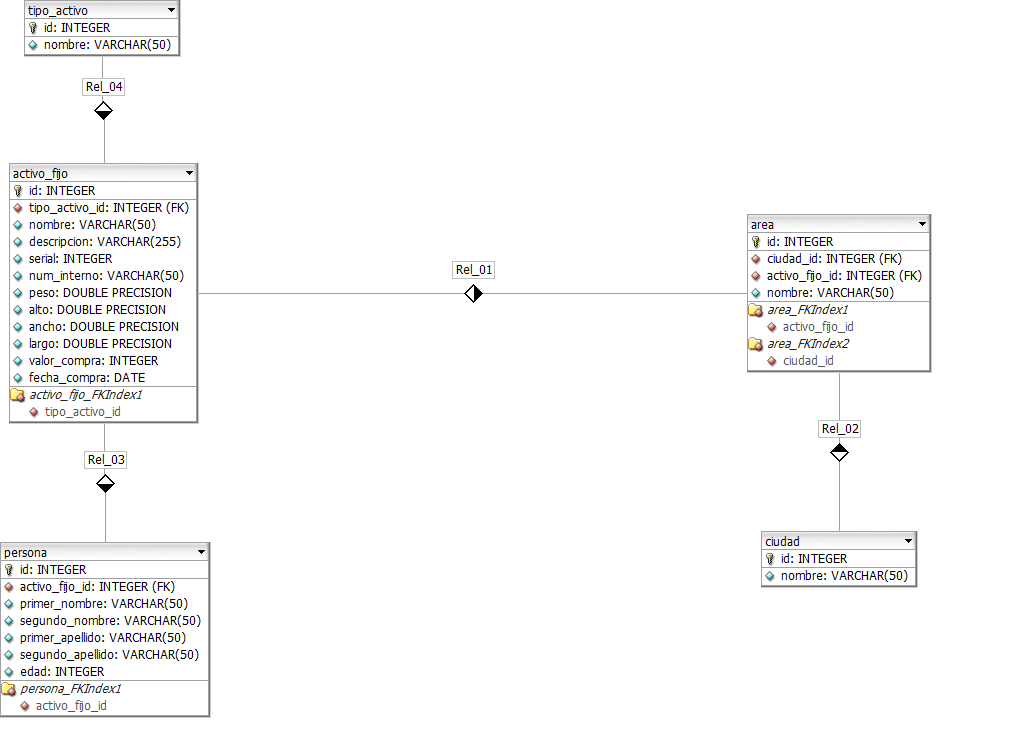 tipo_activo
id: INTEGER
nombre: VARCHAR(50)
Rel_04
activo_fijo
id: INTEGER
tipo_activo_id: INTEGER (FK)
nombre: VARCHAR(50)
descripcion: VARCHAR(255)
serial: INTEGER
num_interno: VARCHAR(50)
peso: DOUBLE PRECISION
alto: DOUBLE PRECISION
ancho: DOUBLE PRECISION
largo: DOUBLE PRECISION
valor_compra: INTEGER
fecha_compra: DATE
activo_fijo_FKIndex1
tipo_activo_id
Rel_01
area
id: INTEGER
ciudad_id: INTEGER (FK)
activo_fijo_id: INTEGER (FK)
nombre: VARCHAR(50)
area_FKIndex1
activo_fijo_id
area_FKIndex2
ciudad_id
Rel_03
Rel_02
persona
id: INTEGER
activo_fijo_id: INTEGER (FK)
primer_nombre: VARCHAR(50)
segundo_nombre: VARCHAR(50)
primer_apellido: VARCHAR(50)
segundo_apellido: VARCHAR(50)
edad: INTEGER
persona_FKIndex1
activo_fijo_id
ciudad
id: INTEGER
nombre: VARCHAR(50)